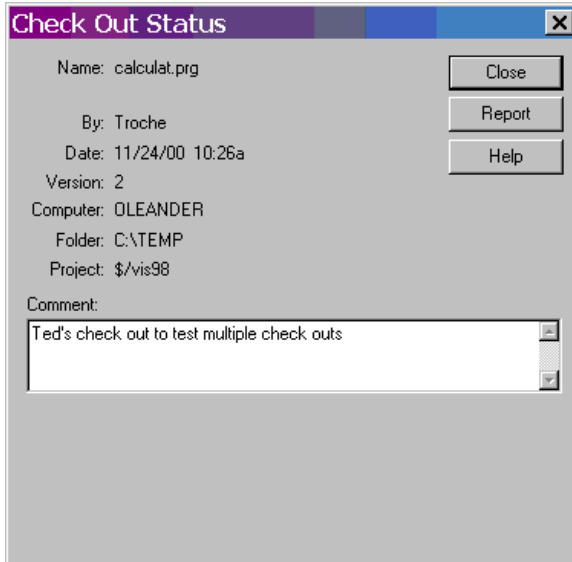 Check Out Status
Name: calculat.prg
Close
Report
By: Troche
Date: 11/24/00 10:26a
Help
Version: 2
Computer: OLEANDER
Folder: C:\TEMP
Project: $/vis98
Comment:
Ted's check out to test multiple check outs